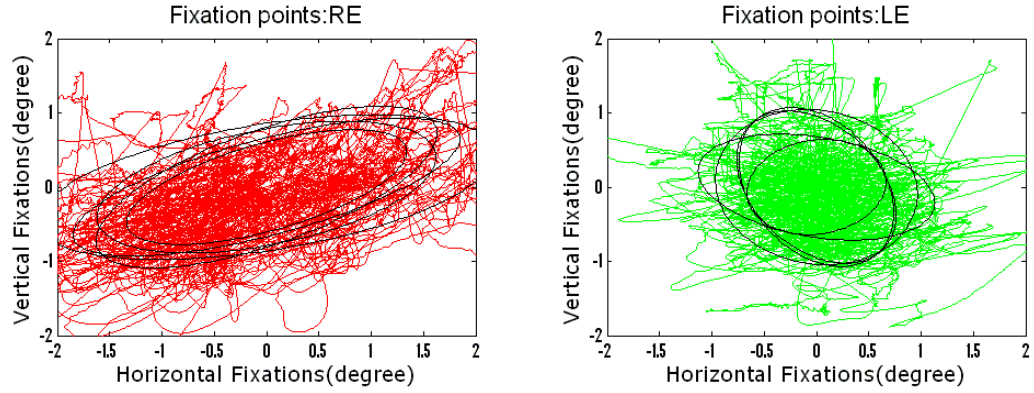 Fixation points:RE
2
1
0
-1
-2
Vertical Fixations(degree)
-2 -1.5 -1 -0.5 0 0.5 1 1.5 2
Horizontal Fixations(degree)
Fixation points:LE
2
1
0
-1
-2
Vertical Fixations(degree)
-2 -1.5 -1 -0.5 0 0.5 1 1.5 2
Horizontal Fixations(degree)